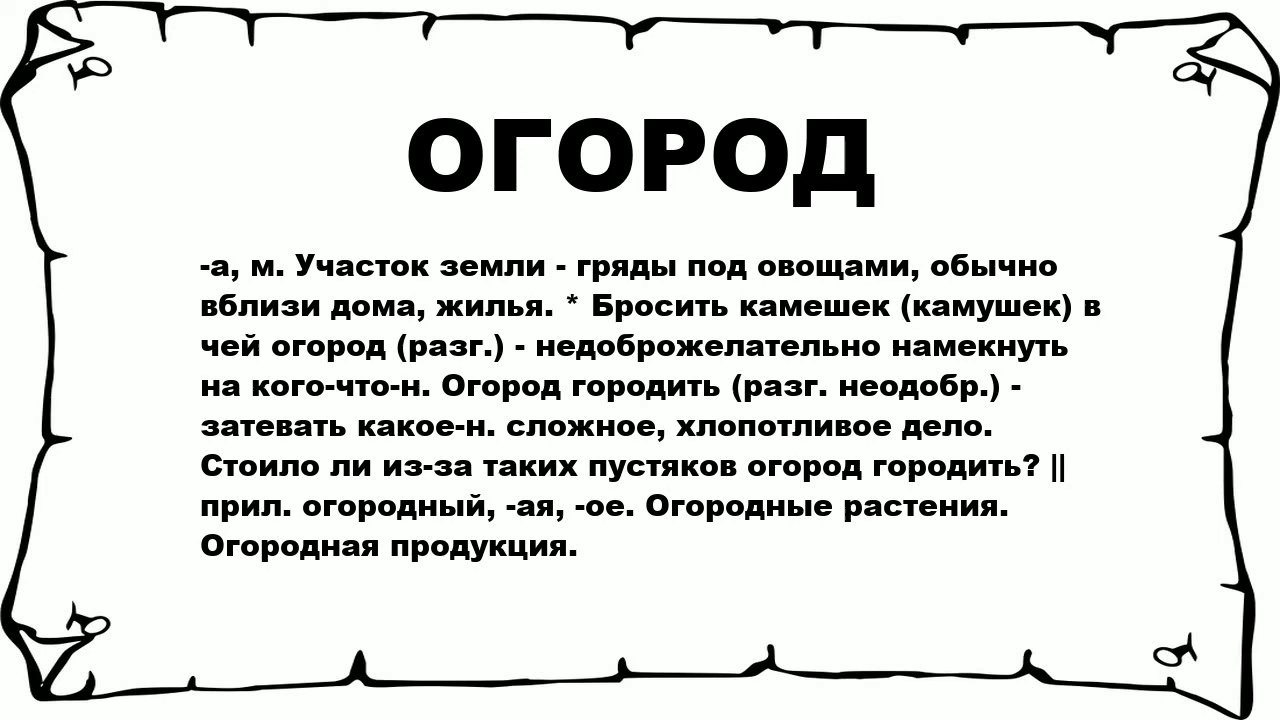 ОГОРОД
-а, м. Участок земли - гряды под овощами, обычно
вблизи дома, жилья. * Бросить камешек (камушек) в
чей огород (разг.) - недоброжелательно намекнуть
на кого-что-н. Огород городить (разг. неодобр.) -
затевать какое-н. сложное, хлопотливое дело.
Стоило ли из-за таких пустяков огород городить? ||
прил. огородный, -ая, -ое. Огородные растения.
Огородная продукция.